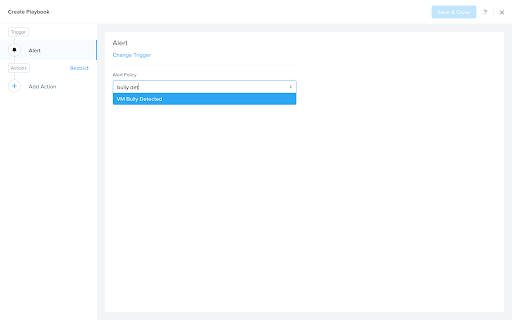 Create Playbook
Save & Close
?
Trigger
Alert
Actions
Restrict
Add Action
Alert
Change Trigger
Alert Policy
bully det
VM Bully Detected